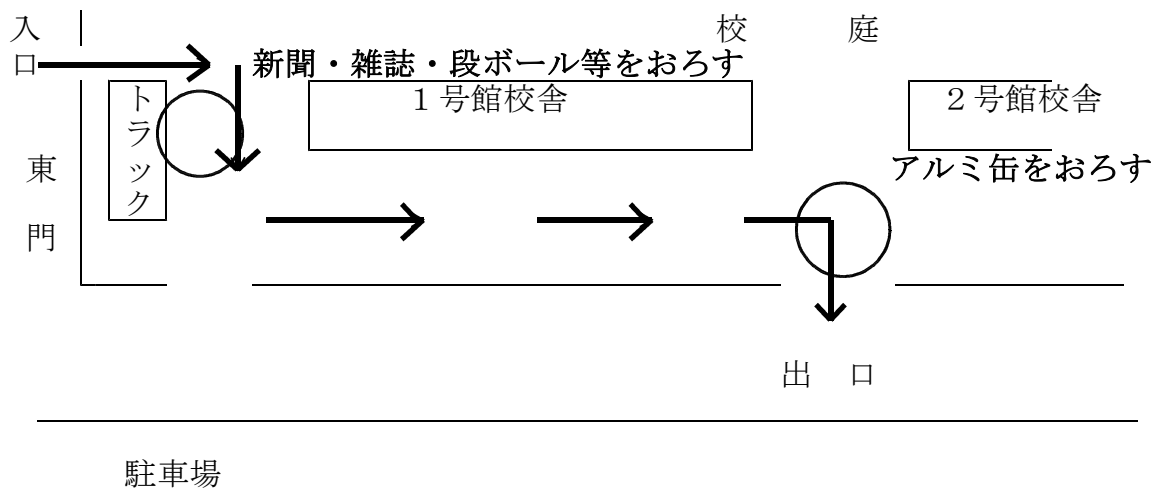 入口
校　庭
新聞・雑誌・段ボール等をおろす
トラック
１号館校舎
２号館校舎
東門
アルミ缶をおろす
出　口
駐車場